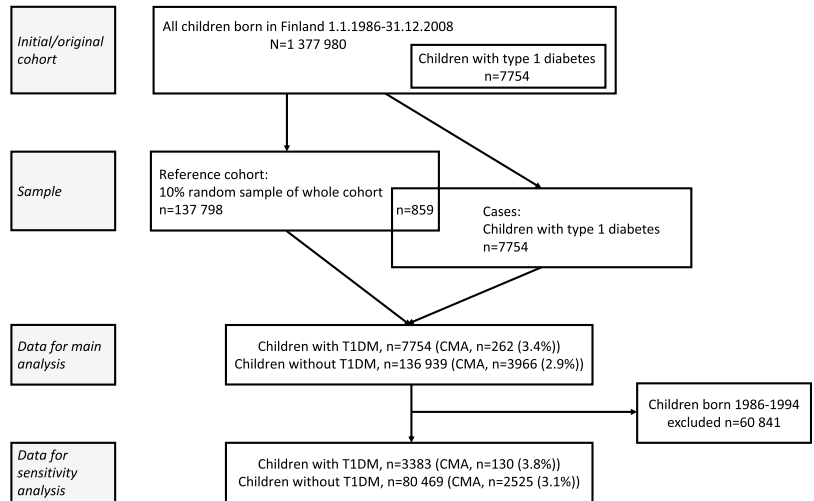 Initial/original
cohort
All children born in Finland 1.1.1986-31.12.2008
N=1 377 980
Children with type 1 diabetes
n=7754
Sample
Reference cohort:
10% random sample of whole cohort
n=137 798
n=859
Cases:
Children with type 1 diabetes
n=7754
Data for main
analysis
Children with T1DM, n=7754 (CMA, n=262 (3.4%))
Children without T1DM, n=136 939 (CMA, n=3966 (2.9%))
Children born 1986-1994
excluded n=60 841
Data for
sensitivity
analysis
Children with T1DM, n=3383 (CMA, n=130 (3.8%))
Children without T1DM, n=80 469 (CMA, n=2525 (3.1%))